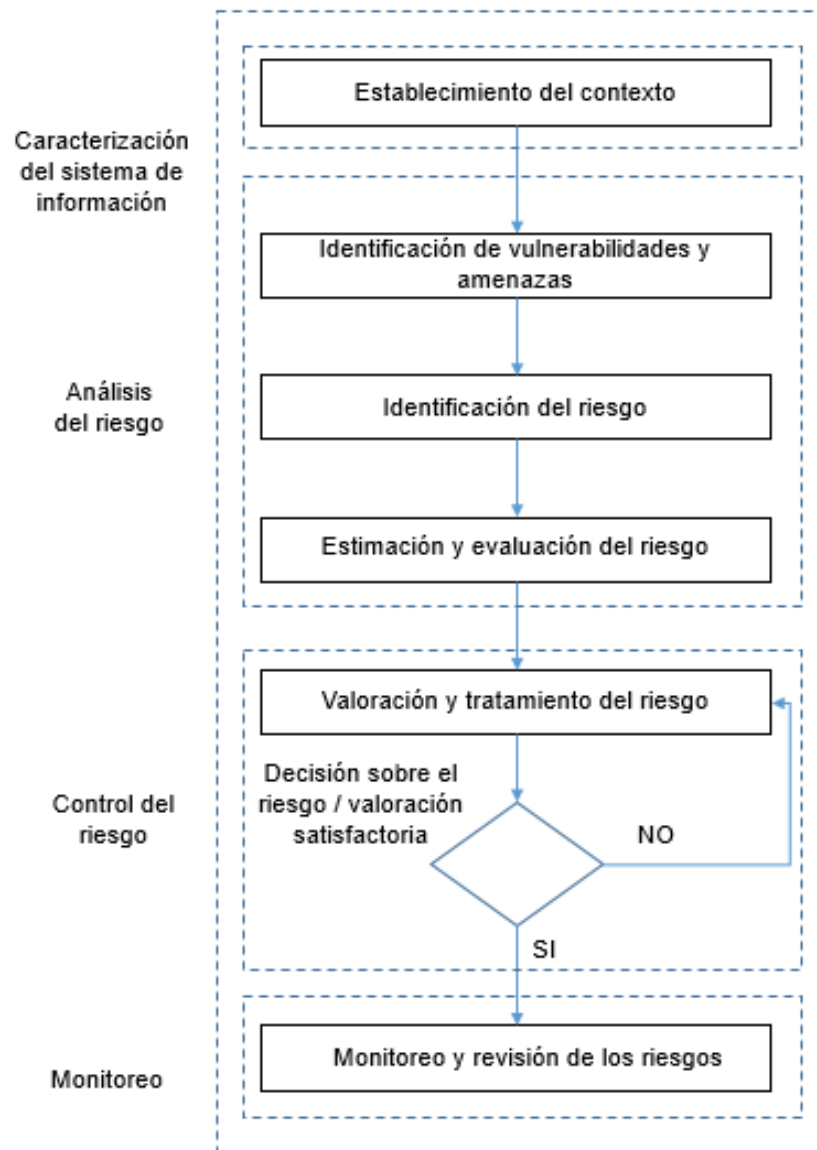 Establecimiento del contexto
Caracterización
del sistema de
información
Identificación de vulnerabilidades y
amenazas
Análisis
del riesgo
Identificación del riesgo
Estimación y evaluación del riesgo
Valoración y tratamiento del riesgo
Decisión sobre el
riesgo / valoración
satisfactoria
Control del
riesgo
NO
SI
Monitoreo y revisión de los riesgos
Monitoreo